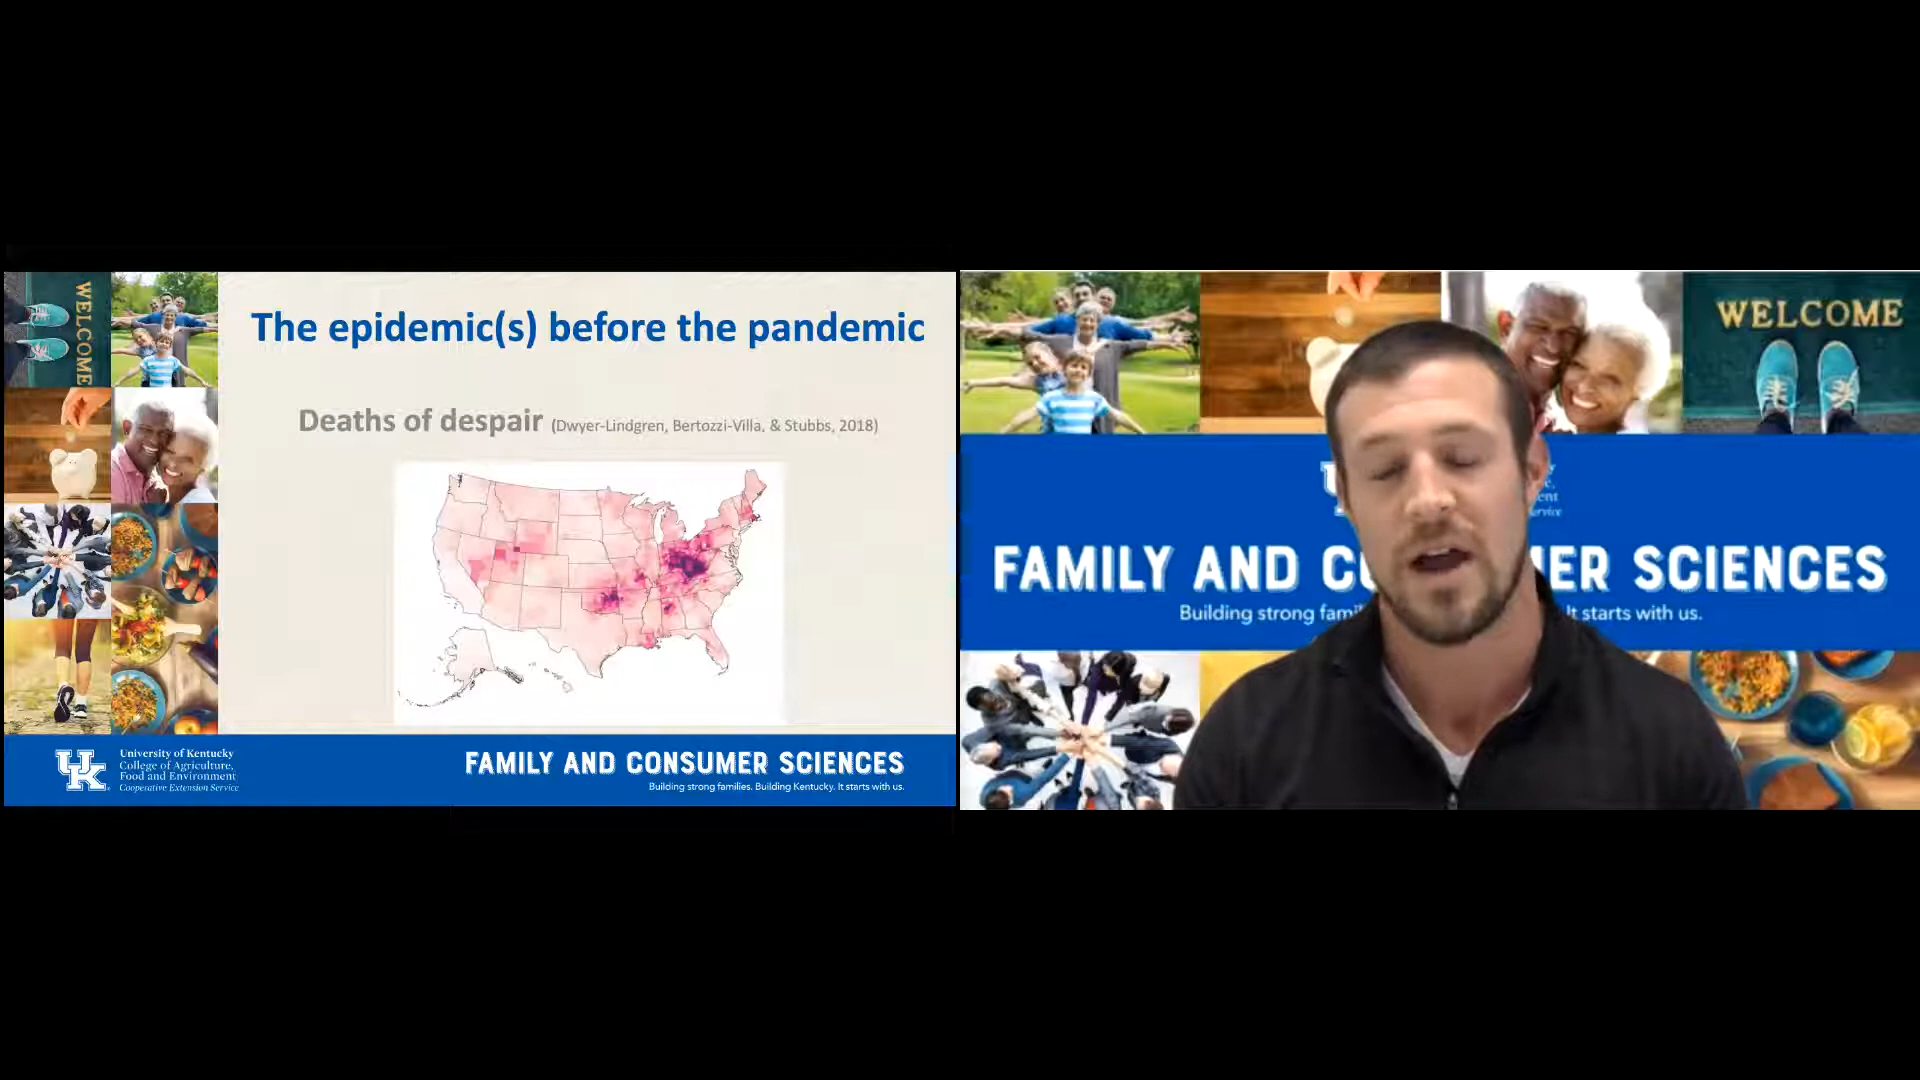 WELCOME
The epidemic(s) before the pandemic
Deaths of despair (Dwyer-Lindgren, Bertozzi-Villa, & Stubbs, 2018)
UK
University of Kentucky
College of Agriculture,
Food and Environment
Cooperative Extension Service
FAMILY AND CONSUMER SCIENCES
Building strong families. Building Kentucky. It starts with us.
WELCOME
FAMILY AND SCIENCES
Building strong It starts with us.